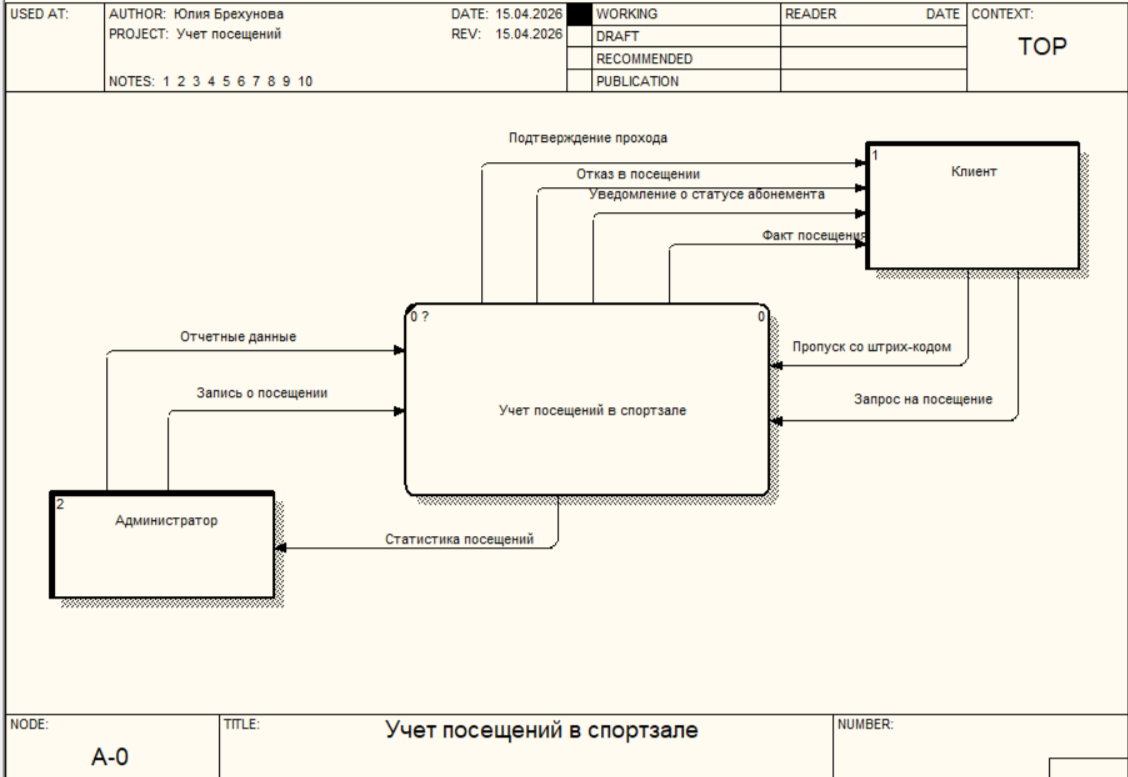 USED AT:
AUTHOR: Юлия Брехунова
DATE: 15.04.2026
PROJECT: Учет посещений
REV: 15.04.2026
NOTES: 1 2 3 4 5 6 7 8 9 10
WORKING
DRAFT
RECOMMENDED
PUBLICATION
READER
DATE
CONTEXT:
TOP
Подтверждение прохода
Отказ в посещении
Уведомление о статусе абонемента
Факт посещения
1
Клиент
0 ?
0
Учет посещений в спортзале
Отчетные данные
Запись о посещении
Пропуск со штрих-кодом
Запрос на посещение
2
Администратор
Статистика посещений
NODE:
A-0
TITLE:
Учет посещений в спортзале
NUMBER: